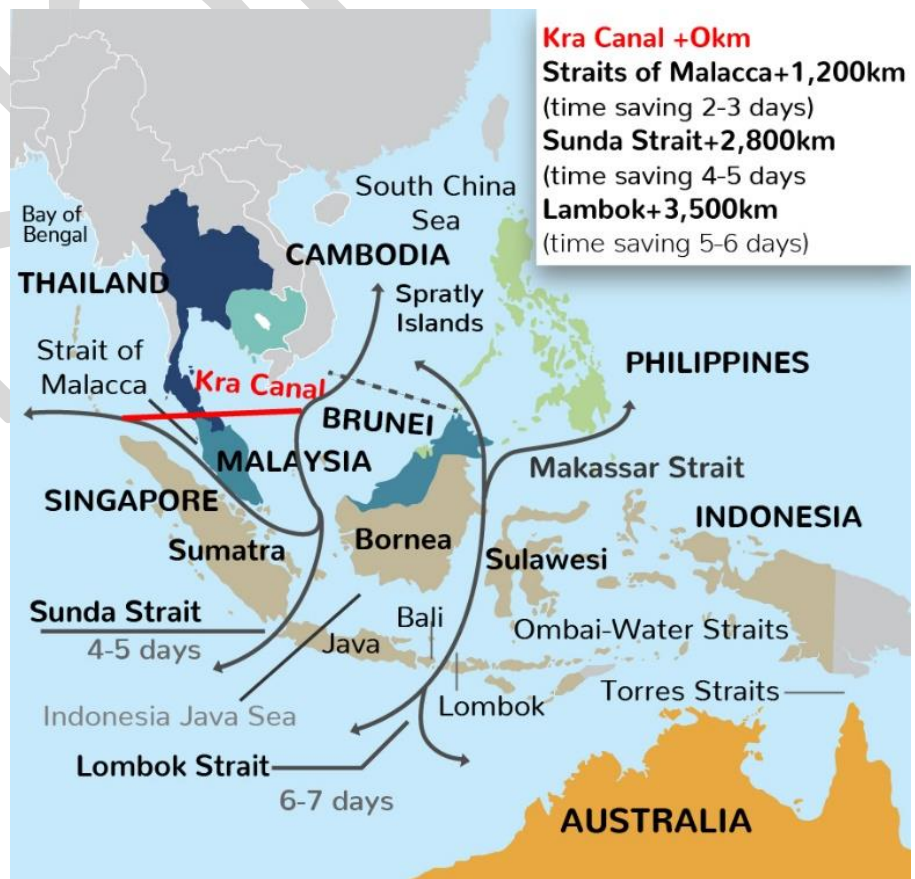 Kra Canal +Okm
Straits of Malacca+1,200km
(time saving 2-3 days)
Sunda Strait+2,800km
(time saving 4-5 days
Lambok+3,500km
(time saving 5-6 days)
South China
Sea
Bay of
Bengal
CAMBODIA
THAILAND
Spratly
Islands
Strait of
Malacca
PHILIPPINES
Kra Canal
BRUNEI
MALAYSIA
Makassar Strait
SINGAPORE
INDONESIA
Sumatra
Bornea
Sulawesi
Sunda Strait
4-5 days
Bali
Java
Ombai-Water Straits
Indonesia Java Sea
Lombok
Torres Straits
Lombok Strait
6-7 days
AUSTRALIA